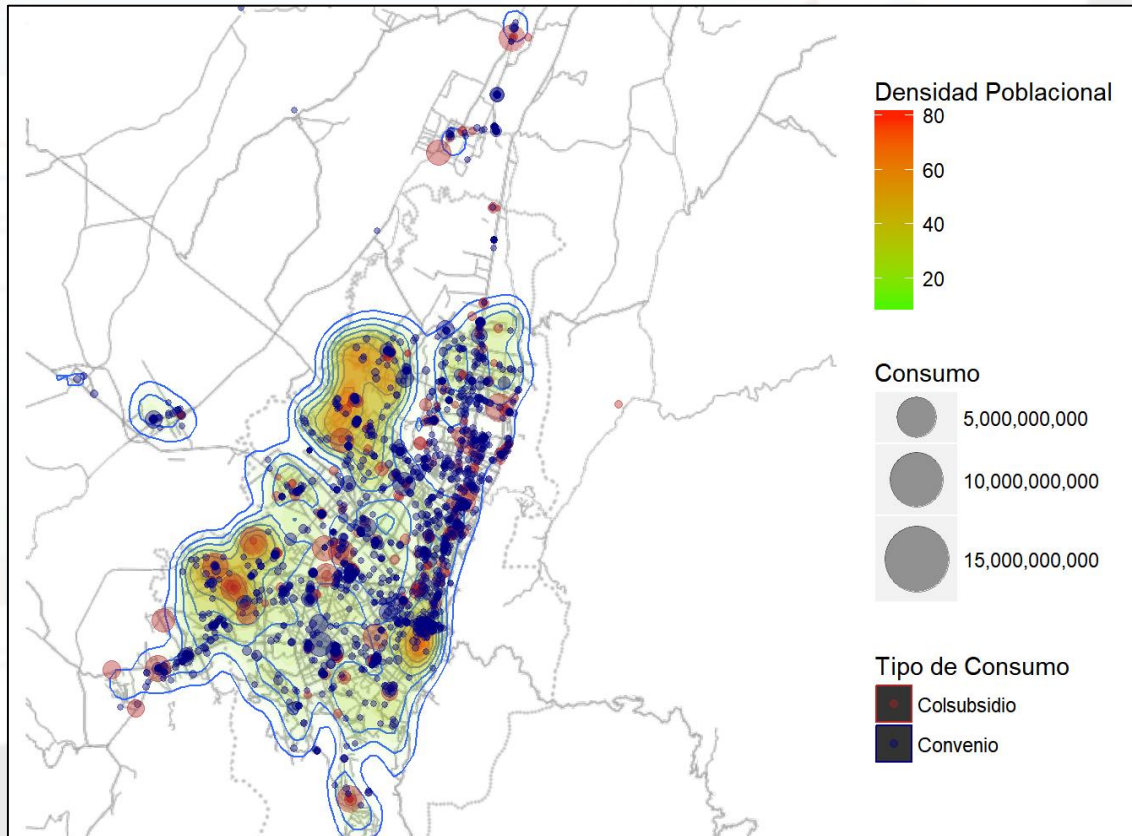 Densidad Poblacional
80
60
40
20
Consumo
5,000,000,000
10,000,000,000
15,000,000,000
Tipo de Consumo
Colsubsidio
Convenio